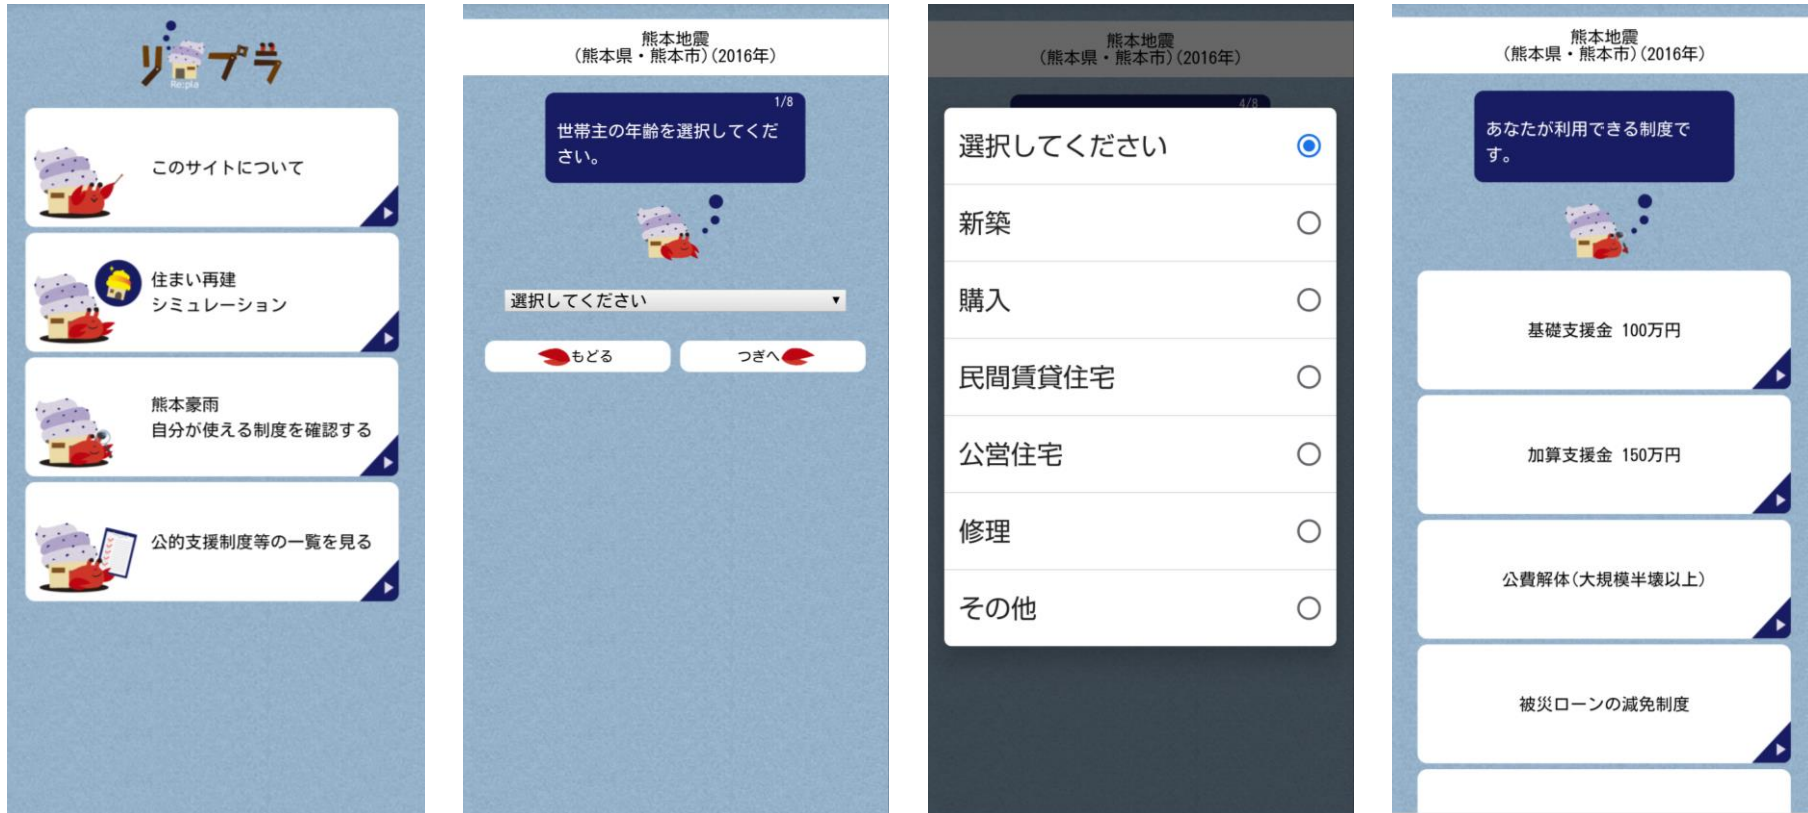 リプラ
Re:pla
このサイトについて
住まい再建
シミュレーション
熊本豪雨
自分が使える制度を確認する
公的支援制度等の一覧を見る
熊本地震
(熊本県・熊本市)(2016年)
1/8
世帯主の年齢を選択してくだ
さい。
選択してください
もどる
つぎへ
熊本地震
(熊本県・熊本市)(2016年)
4/8
選択してください
新築
購入
民間賃貸住宅
公営住宅
修理
その他
熊本地震
(熊本県・熊本市)(2016年)
あなたが利用できる制度で
す。
基礎支援金 100万円
加算支援金 150万円
公費解体(大規模半壊以上)
被災ローンの減免制度